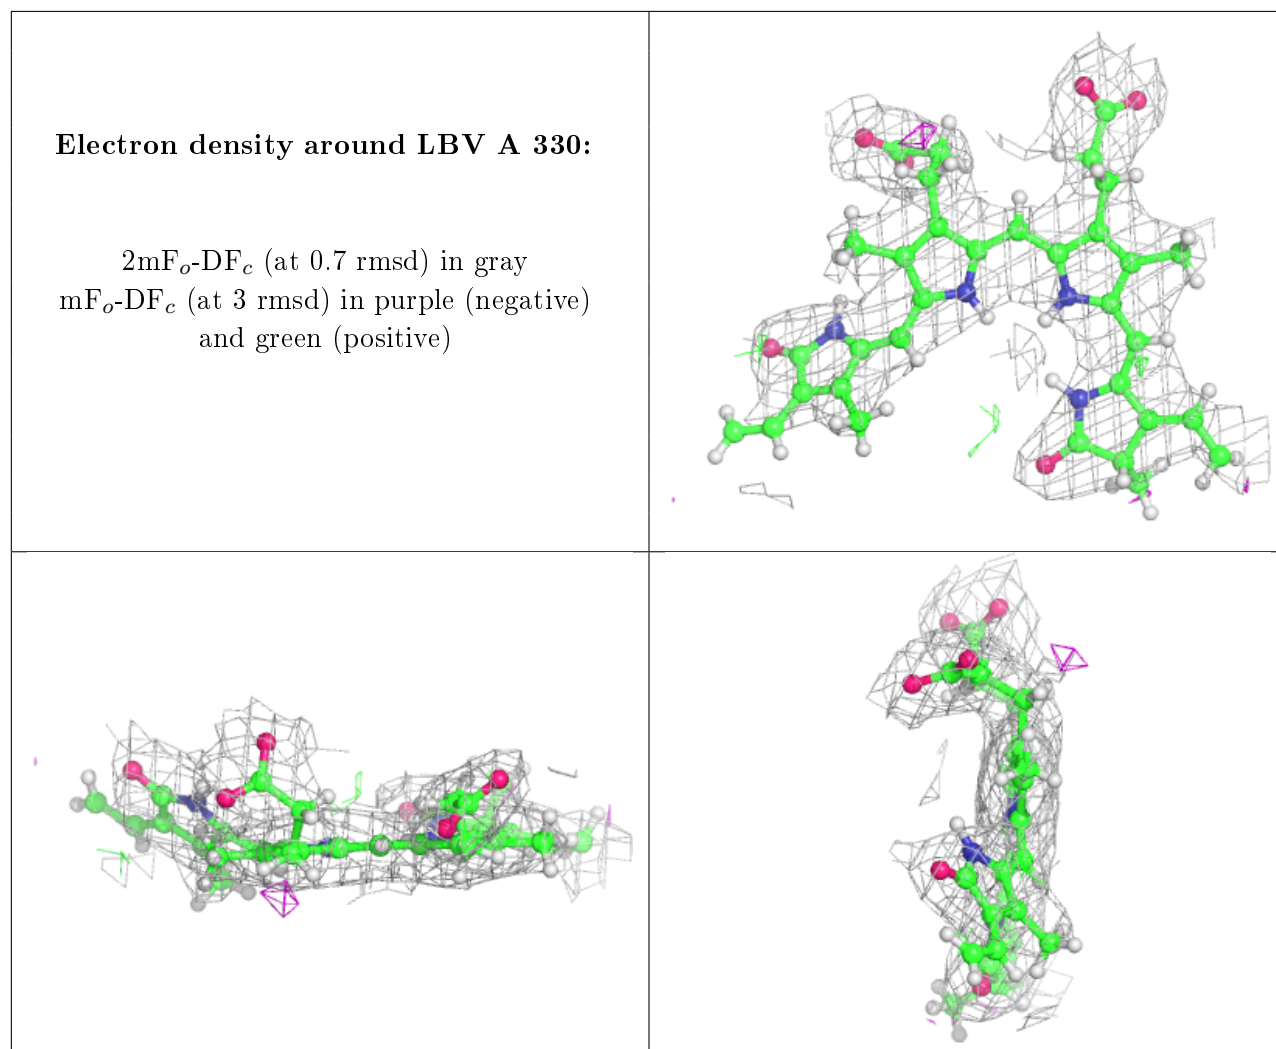 Electron density around LBV A 330:
2mFo-DFc (at 0.7 rmsd) in gray
mFo-DFc (at 3 rmsd) in purple (negative)
and green (positive)